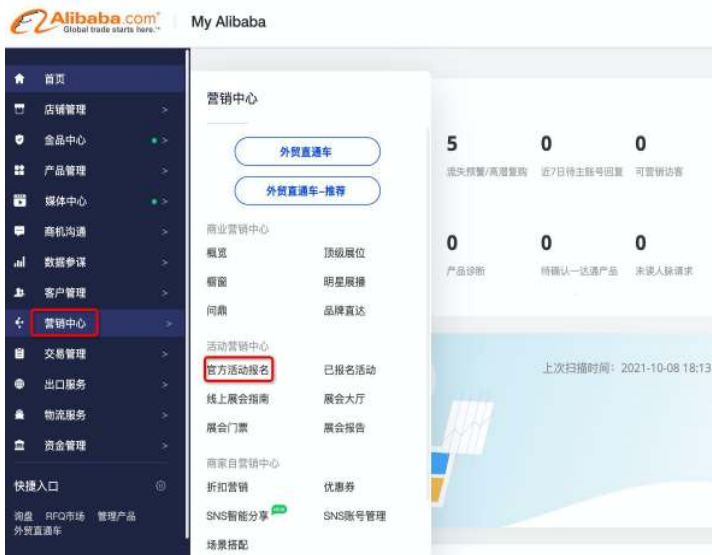 Alibaba.com
Global trade starts here.™
My Alibaba
首页
店铺管理 >
金品中心 >
产品管理 >
媒体中心 >
商机沟通 >
数据参谋 >
客户管理 >
营销中心 >
交易管理 >
出口服务 >
物流服务 >
资金管理 >
快捷入口
询盘 RFQ市场 管理产品
外贸直通车
营销中心
外贸直通车
外贸直通车-推荐
商业营销中心
概览 顶级展位
橱窗 明星展播
问鼎 品牌直达
活动营销中心
官方活动报名 已报名活动
线上展会指南 展会大厅
展会门票 展会报告
商家自营销中心
折扣营销 优惠券
SNS智能分享 NEW SNS账号管理
场景搭配
5 0 0
流失预警/高潜复购 近7日待主账号回复 可营销访客
0 0 0
产品诊断 待确认一达通产品 未读人脉请求
上次扫描时间：2021-10-08 18:13